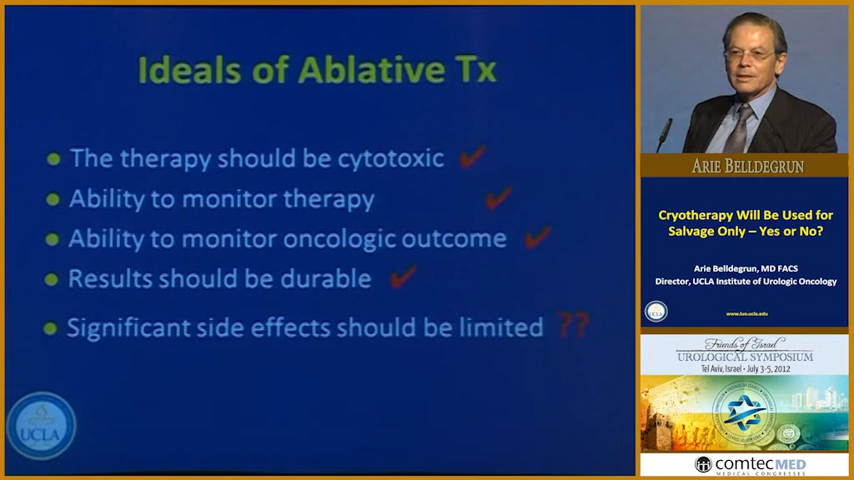 Ideals of Ablative Tx
The therapy should be cytotoxic
Ability to monitor therapy
Ability to monitor oncologic outcome
Results should be durable
Significant side effects should be limited ??
UCLA
ARIE BELLDEGRUN
Cryotherapy Will Be Used for
Salvage Only – Yes or No?
Arie Belldegrun, MD FACS
Director, UCLA Institute of Urologic Oncology
UCLA
www.iuo.ucla.edu
Friends of Israel
UROLOGICAL SYMPOSIUM
Tel Aviv, Israel • July 3-5, 2012
comtecMED
MEDICAL CONGRESSES